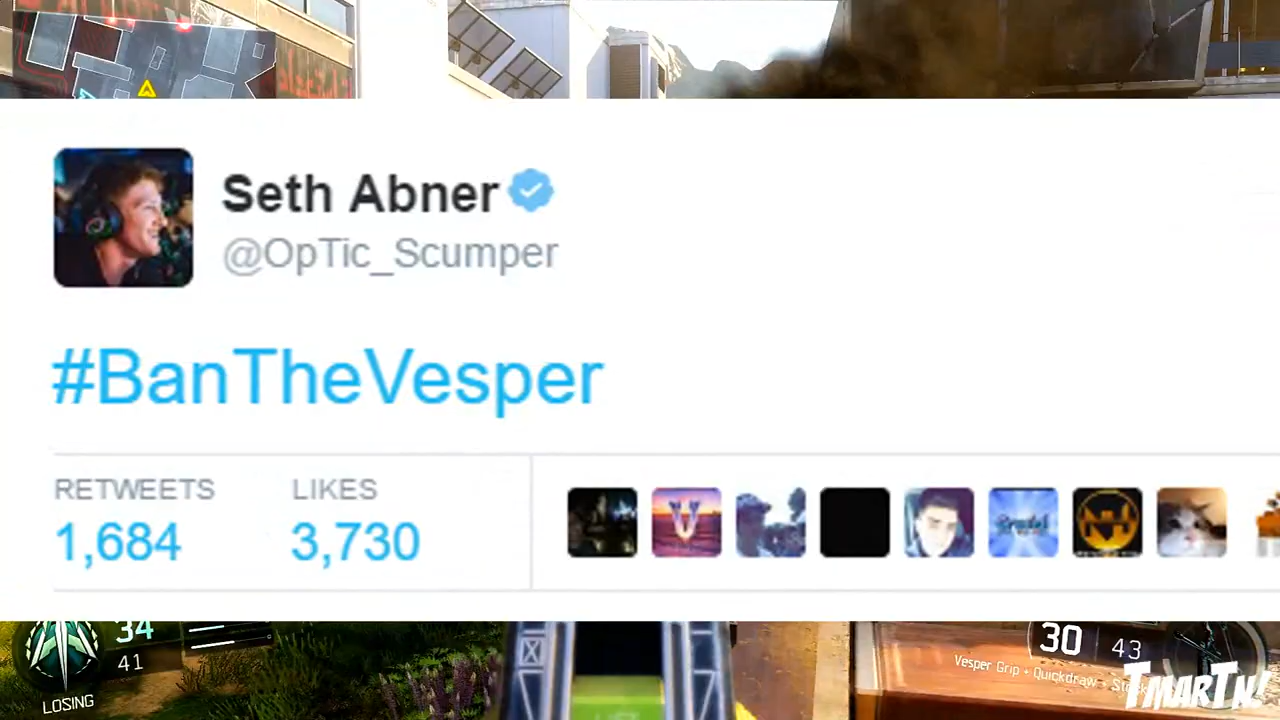 Seth Abner
@OpTic_Scumper
#BanTheVesper
RETWEETS LIKES
1,684 3,730
34
41
LOSING
30 43
Vesper Grip + Quickdraw +
TmarTn!